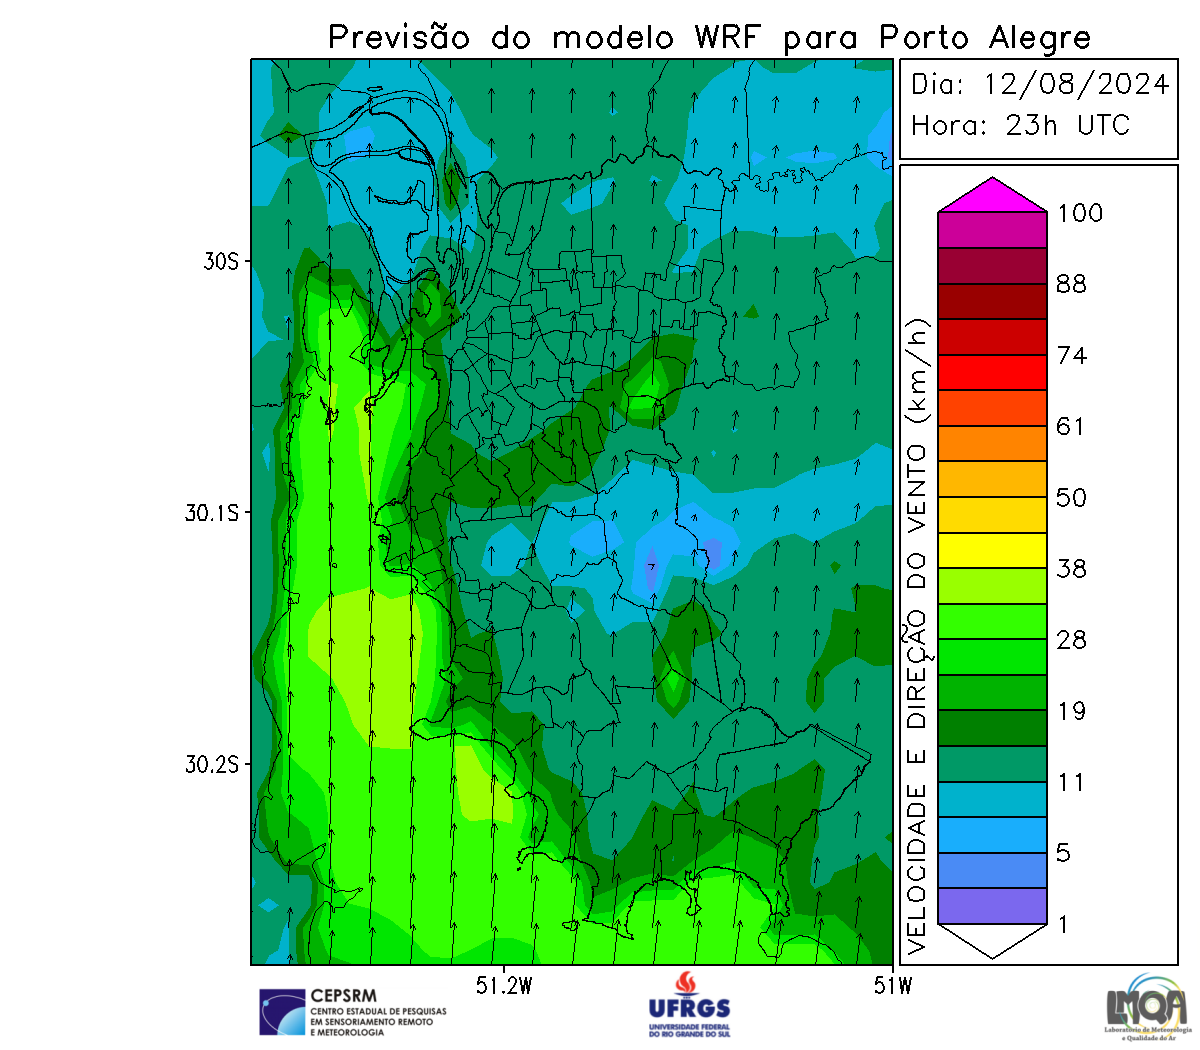 Previsão do modelo WRF para Porto Alegre
Dia: 12/08/2024
Hora: 23h UTC
30S
30.1S
30.2S
51.2W
51W
VELOCIDADE E DIREÇÃO DO VENTO (km/h)
100
88
74
61
50
38
28
19
11
5
1
CEPSRM
CENTRO ESTADUAL DE PESQUISAS
EM SENSORIAMENTO REMOTO
E METEOROLOGIA
UFRGS
UNIVERSIDADE FEDERAL
DO RIO GRANDE DO SUL
LMQA
Laboratório de Meteorologia
e Qualidade do Ar